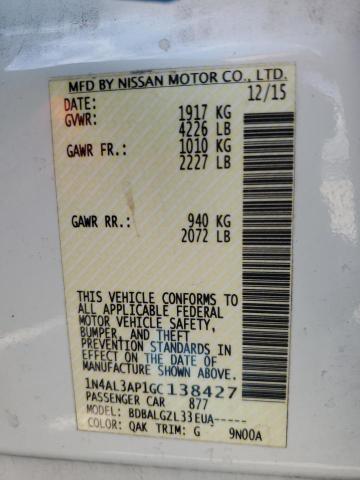 MFD BY NISSAN MOTOR CO., LTD.
DATE: 12/15
GVWR: 1917 KG
4226 LB
GAWR FR.: 1010 KG
2227 LB
GAWR RR.: 940 KG
2072 LB
THIS VEHICLE CONFORMS TO
ALL APPLICABLE FEDERAL
MOTOR VEHICLE SAFETY,
BUMPER, AND THEFT
PREVENTION STANDARDS IN
EFFECT ON THE DATE OF
MANUFACTURE SHOWN ABOVE.
1N4AL3AP1GC138427
PASSENGER CAR 877
MODEL: BDBALGZL33EUA-----
COLOR: QAK TRIM: G 9N00A